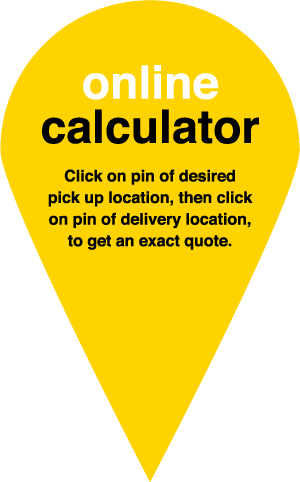 online
calculator
Click on pin of desired
pick up location, then click
on pin of delivery location,
to get an exact quote.